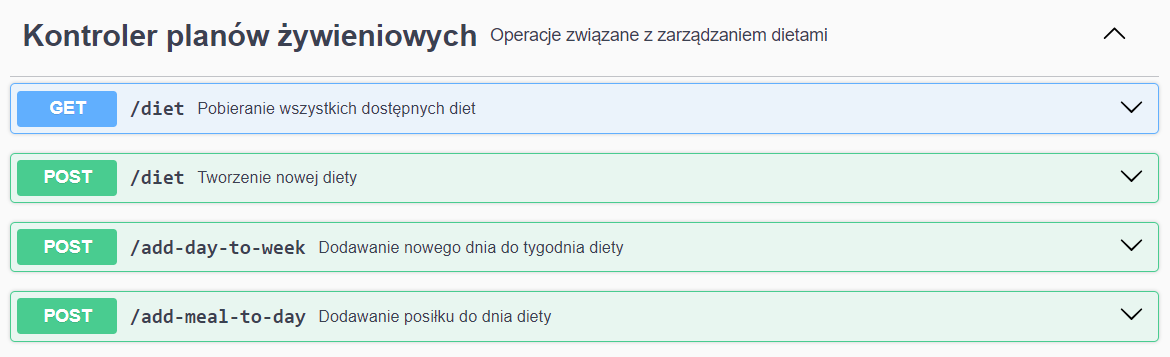 Kontroler planów żywieniowych Operacje związane z zarządzaniem dietami
GET /diet Pobieranie wszystkich dostępnych diet
POST /diet Tworzenie nowej diety
POST /add-day-to-week Dodawanie nowego dnia do tygodnia diety
POST /add-meal-to-day Dodawanie posiłku do dnia diety